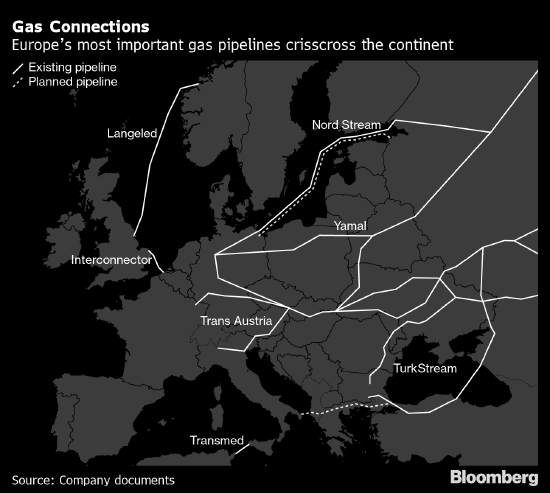 Gas Connections
Europe's most important gas pipelines crisscross the continent
Existing pipeline
Planned pipeline
Langeled
Nord Stream
Yamal
Interconnector
Trans Austria
TurkStream
Transmed
Source: Company documents
Bloomberg